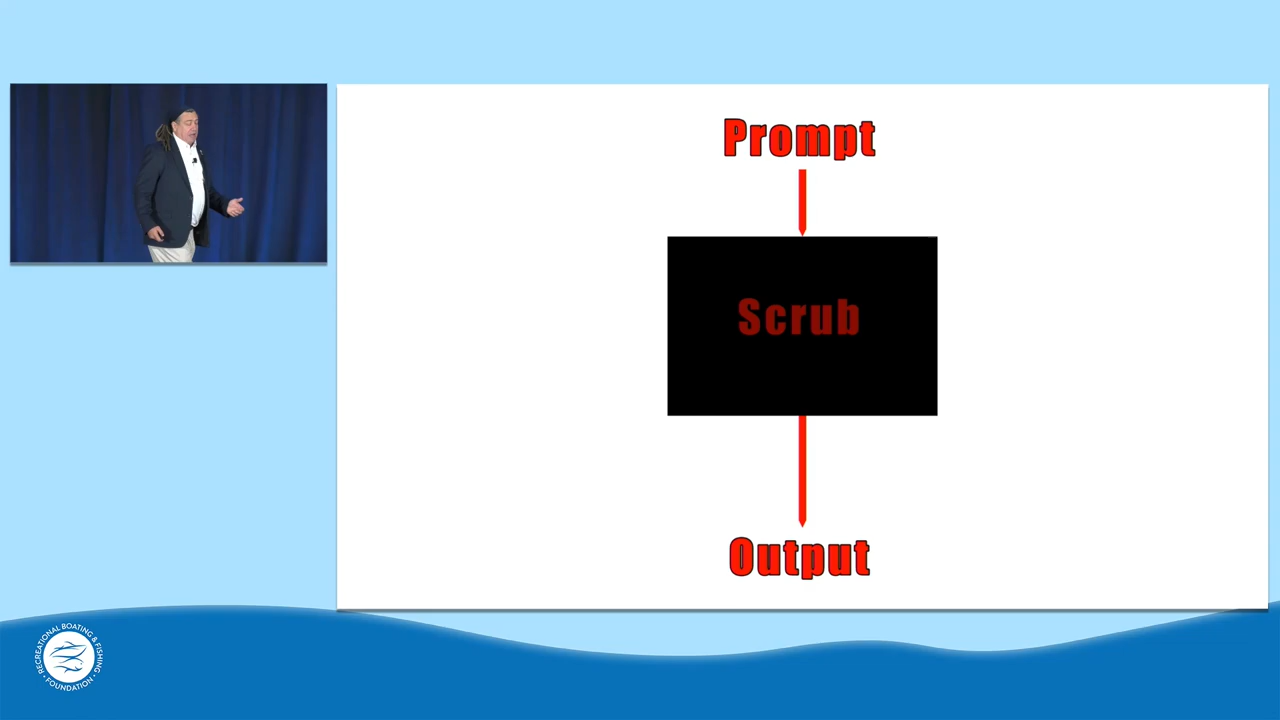 Prompt
Scrub
Output
RECREATIONAL BOATING & FISHING
• FOUNDATION •